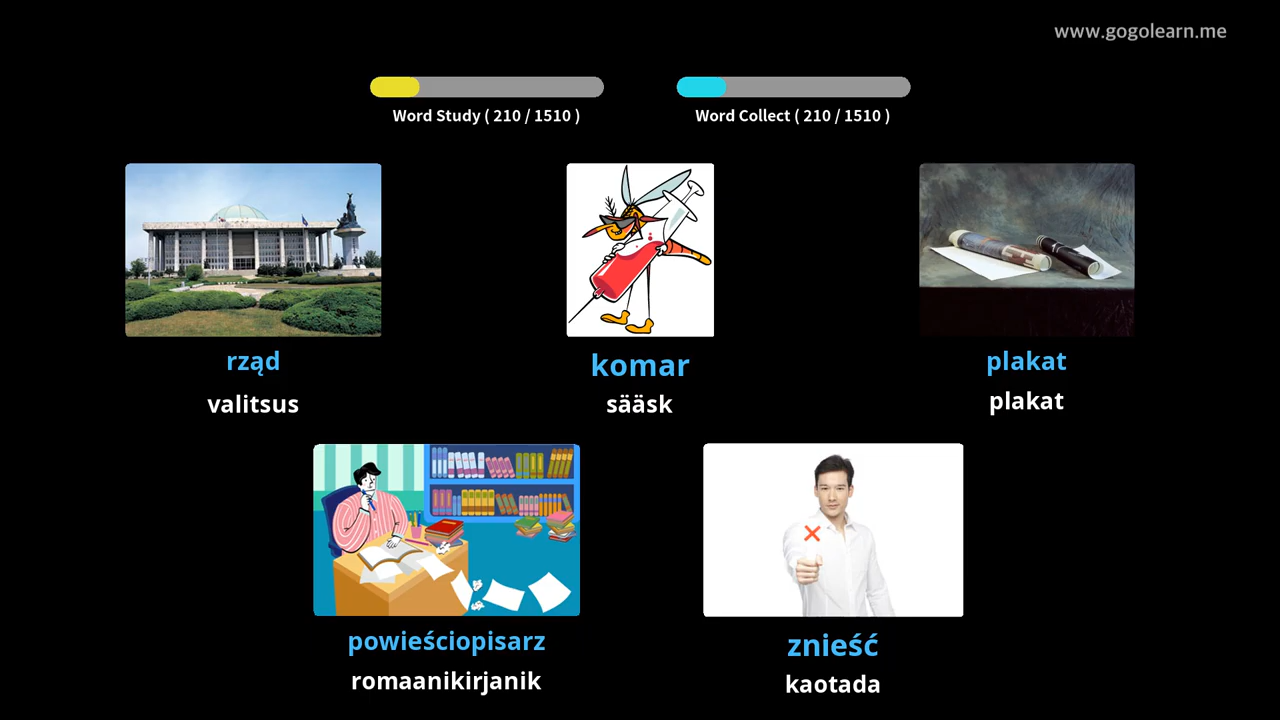 www.gogolearn.me
Word Study ( 210 / 1510 )
Word Collect ( 210 / 1510 )
rząd
valitsus
komar
sääsk
plakat
plakat
powieściopisarz
romaanikirjanik
znieść
kaotada